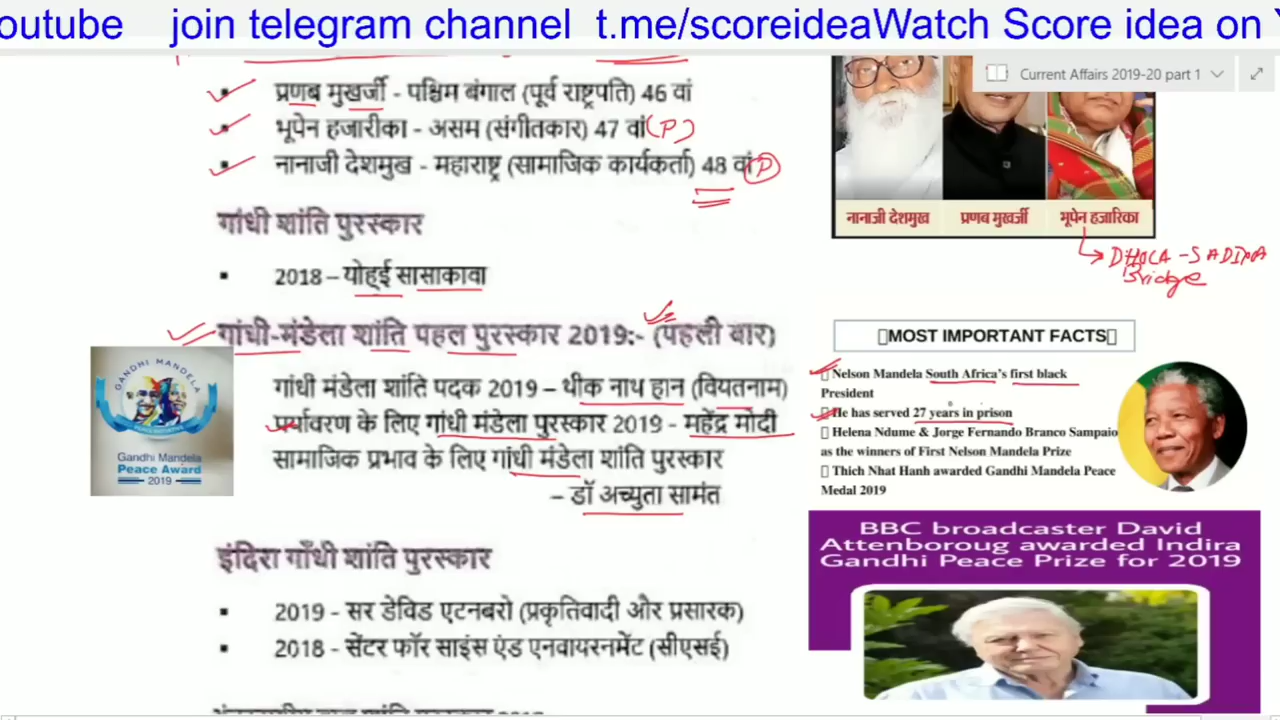 outube join telegram channel t.me/scoreideaWatch Score idea on Y
Current Affairs 2019-20 part 1
प्रणब मुखर्जी - पश्चिम बंगाल (पूर्व राष्ट्रपति) 46 वां
भूपेन हजारीका - असम (संगीतकार) 47 वां (P)
नानाजी देशमुख - महाराष्ट्र (सामाजिक कार्यकर्ता) 48 वां P
गांधी शांति पुरस्कार
2018 – योहई सासाकावा
गांधी-मंडेला शांति पहल पुरस्कार 2019:- (पहली बार)
गांधी मंडेला शांति पदक 2019 – थीक नाथ हान (वियतनाम)
पर्यावरण के लिए गांधी मंडेला पुरस्कार 2019 - महेंद्र मोदी
सामाजिक प्रभाव के लिए गांधी मंडेला शांति पुरस्कार
– डॉ अच्युता सामंत
इंदिरा गाँधी शांति पुरस्कार
2019 - सर डेविड एटनबरो (प्रकृतिवादी और प्रसारक)
2018 - सेंटर फॉर साइंस एंड एनवायरनमेंट (सीएसई)
GANDHI MANDELA
Gandhi Mandela
Peace Award
2019
नानाजी देशमुख प्रणब मुखर्जी भूपेन हजारिका
Bridge
MOST IMPORTANT FACTS
Nelson Mandela South Africa's first black
President
He has served 27 years in prison
Helena Ndume & Jorge Fernando Branco Sampaio
as the winners of First Nelson Mandela Prize
Thich Nhat Hanh awarded Gandhi Mandela Peace
Medal 2019
BBC broadcaster David
Attenboroug awarded Indira
Gandhi Peace Prize for 2019